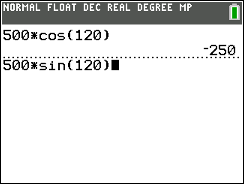 NORMAL FLOAT DEC REAL DEGREE MP
500*cos(120)
-250
500*sin(120)